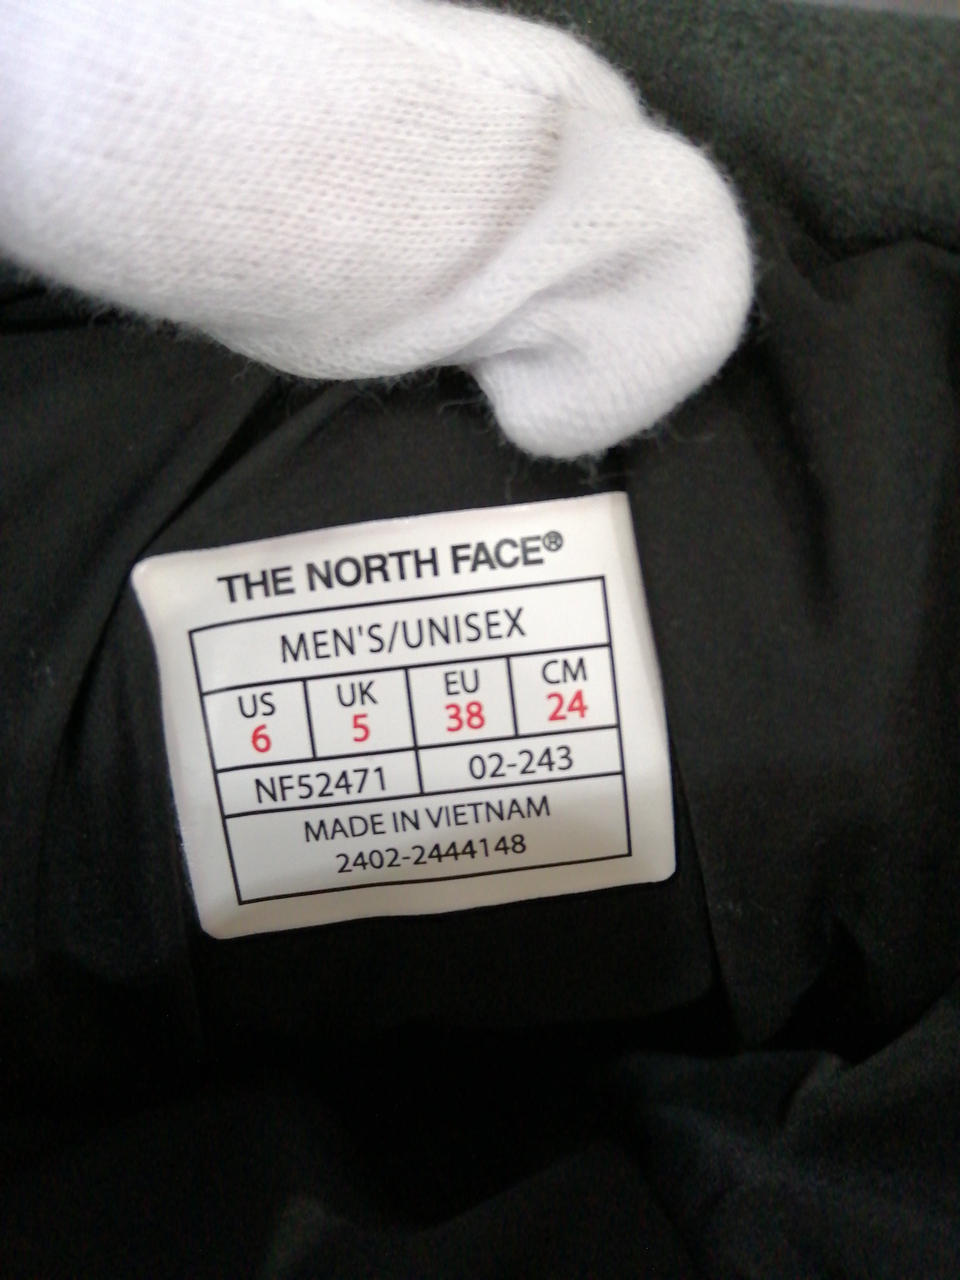 THE NORTH FACE®
MEN'S/UNISEX
US UK EU CM
6 5 38 24
NF52471 02-243
MADE IN VIETNAM
2402-2444148